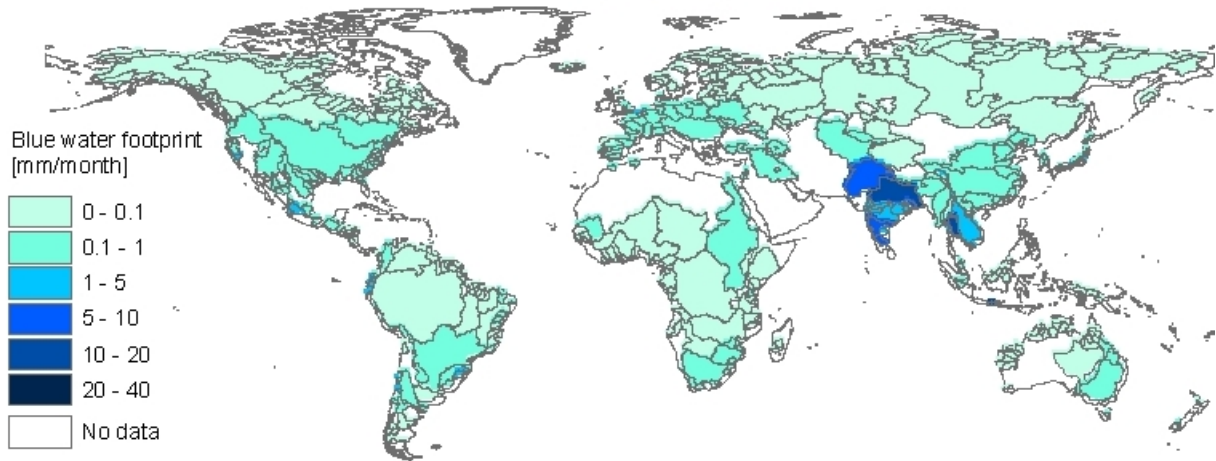 Blue water footprint
[mm/month]
0 - 0.1
0.1 - 1
1 - 5
5 - 10
10 - 20
20 - 40
No data